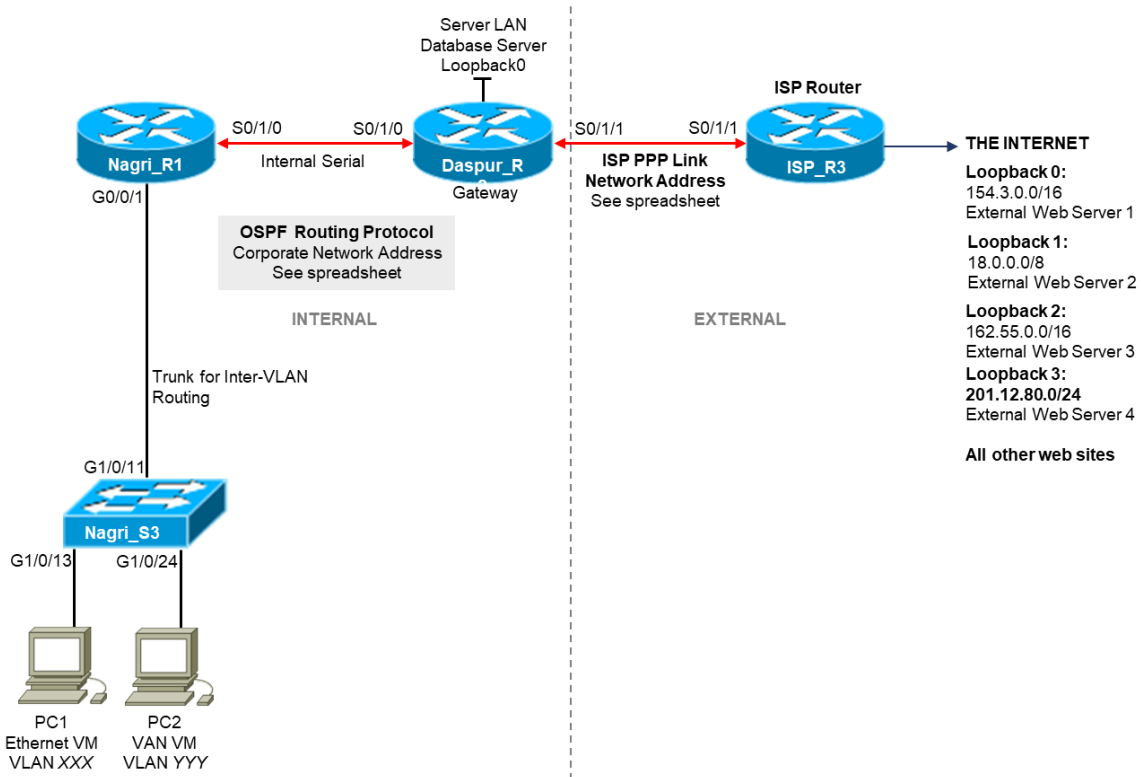 Server LAN
Database Server
Loopback0
ISP Router
S0/1/0
S0/1/0
S0/1/1
S0/1/1
Nagri_R1
Internal Serial
Daspur_R
Gateway
ISP PPP Link
Network Address
See spreadsheet
ISP_R3
THE INTERNET
Loopback 0:
154.3.0.0/16
External Web Server 1
Loopback 1:
18.0.0.0/8
External Web Server 2
Loopback 2:
162.55.0.0/16
External Web Server 3
Loopback 3:
201.12.80.0/24
External Web Server 4
All other web sites
G0/0/1
OSPF Routing Protocol
Corporate Network Address
See spreadsheet
INTERNAL
EXTERNAL
Trunk for Inter-VLAN
Routing
G1/0/11
Nagri_S3
G1/0/13
G1/0/24
PC1
Ethernet VM
VLAN XXX
PC2
VAN VM
VLAN YYY